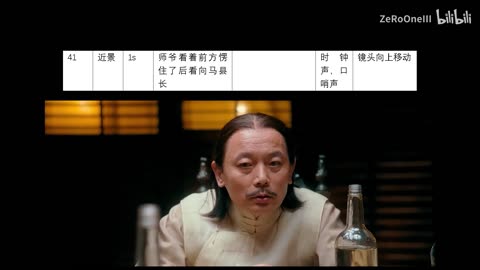 ZeRoOneIII bilibili
41 近景 1s 师爷看着前方愣 时钟 镜头向上移动
住了后看向马县 声、口
长 哨声